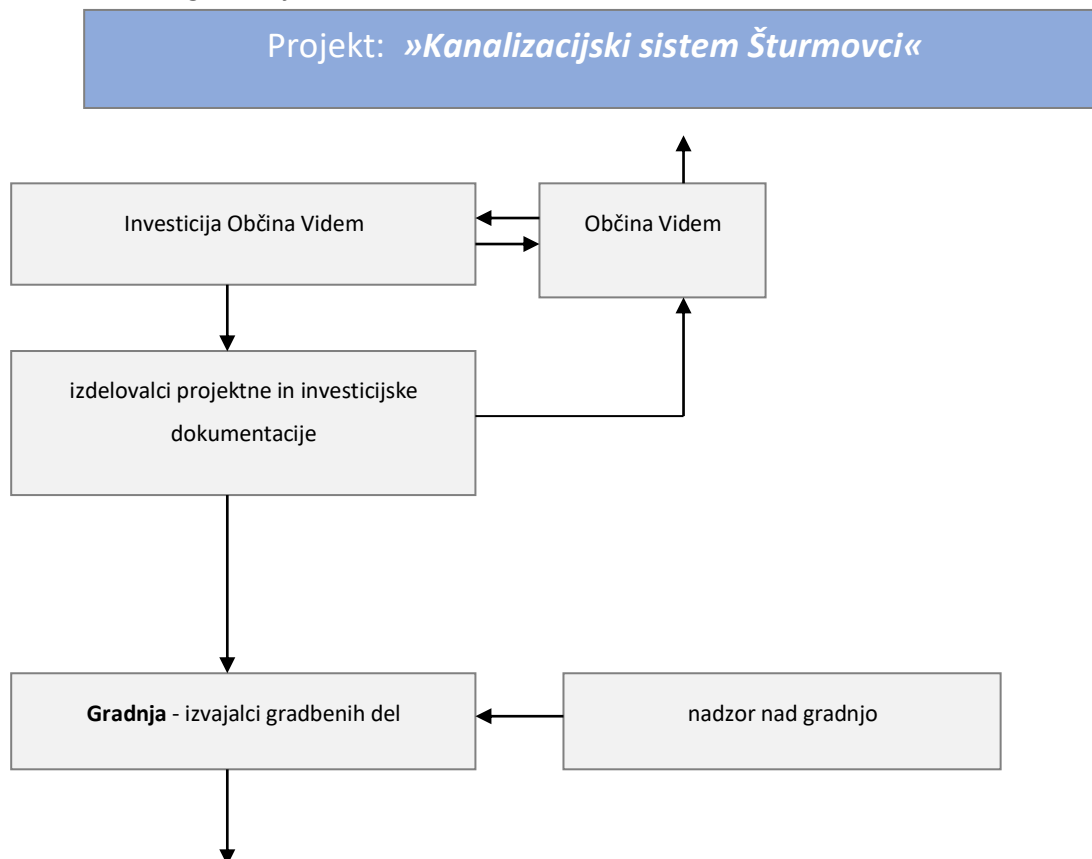 Projekt: »Kanalizacijski sistem Šturmovci«
Investicija Občina Videm
Občina Videm
izdelovalci projektne in investicijske
dokumentacije
Gradnja - izvajalci gradbenih del
nadzor nad gradnjo